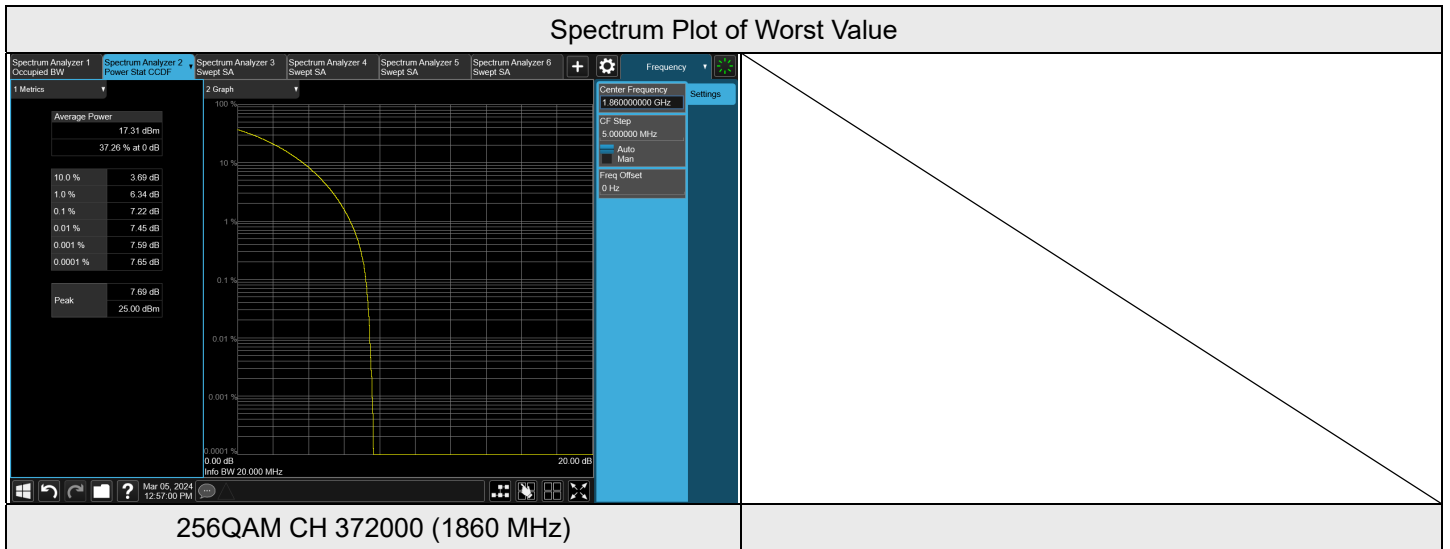 Spectrum Plot of Worst Value
Spectrum Analyzer 1
Occupied BW
Spectrum Analyzer 2
Power Stat CCDF
Spectrum Analyzer 3
Swept SA
Spectrum Analyzer 4
Swept SA
Spectrum Analyzer 5
Swept SA
Spectrum Analyzer 6
Swept SA
+
Frequency
1 Metrics
Average Power
17.31 dBm
37.26 % at 0 dB
10.0 % 3.69 dB
1.0 % 6.34 dB
0.1 % 7.22 dB
0.01 % 7.45 dB
0.001 % 7.59 dB
0.0001 % 7.65 dB
Peak
7.69 dB
25.00 dBm
2 Graph
100 %
10 %
1 %
0.1 %
0.01 %
0.001 %
0.0001 %
0.00 dB 20.00 dB
Info BW 20.000 MHz
Center Frequency
1.860000000 GHz
Settings
CF Step
5.000000 MHz
Auto
Man
Freq Offset
0 Hz
?
Mar 05, 2024
12:57:00 PM
256QAM CH 372000 (1860 MHz)